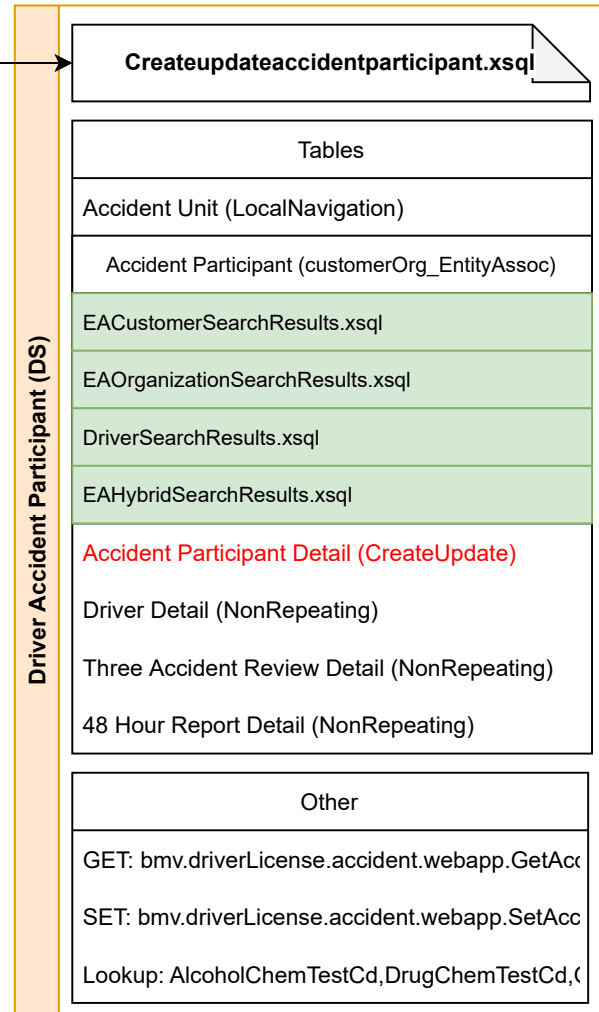 Createupdateaccidentparticipant.xsql
Driver Accident Participant (DS)
Tables
Accident Unit (LocalNavigation)
Accident Participant (customerOrg_EntityAssoc)
EACustomerSearchResults.xsql
EAOrganizationSearchResults.xsql
DriverSearchResults.xsql
EAHybridSearchResults.xsql
Accident Participant Detail (CreateUpdate)
Driver Detail (NonRepeating)
Three Accident Review Detail (NonRepeating)
48 Hour Report Detail (NonRepeating)
Other
GET: bmv.driverLicense.accident.webapp.GetAcc
SET: bmv.driverLicense.accident.webapp.SetAcc
Lookup: AlcoholChemTestCd,DrugChemTestCd,